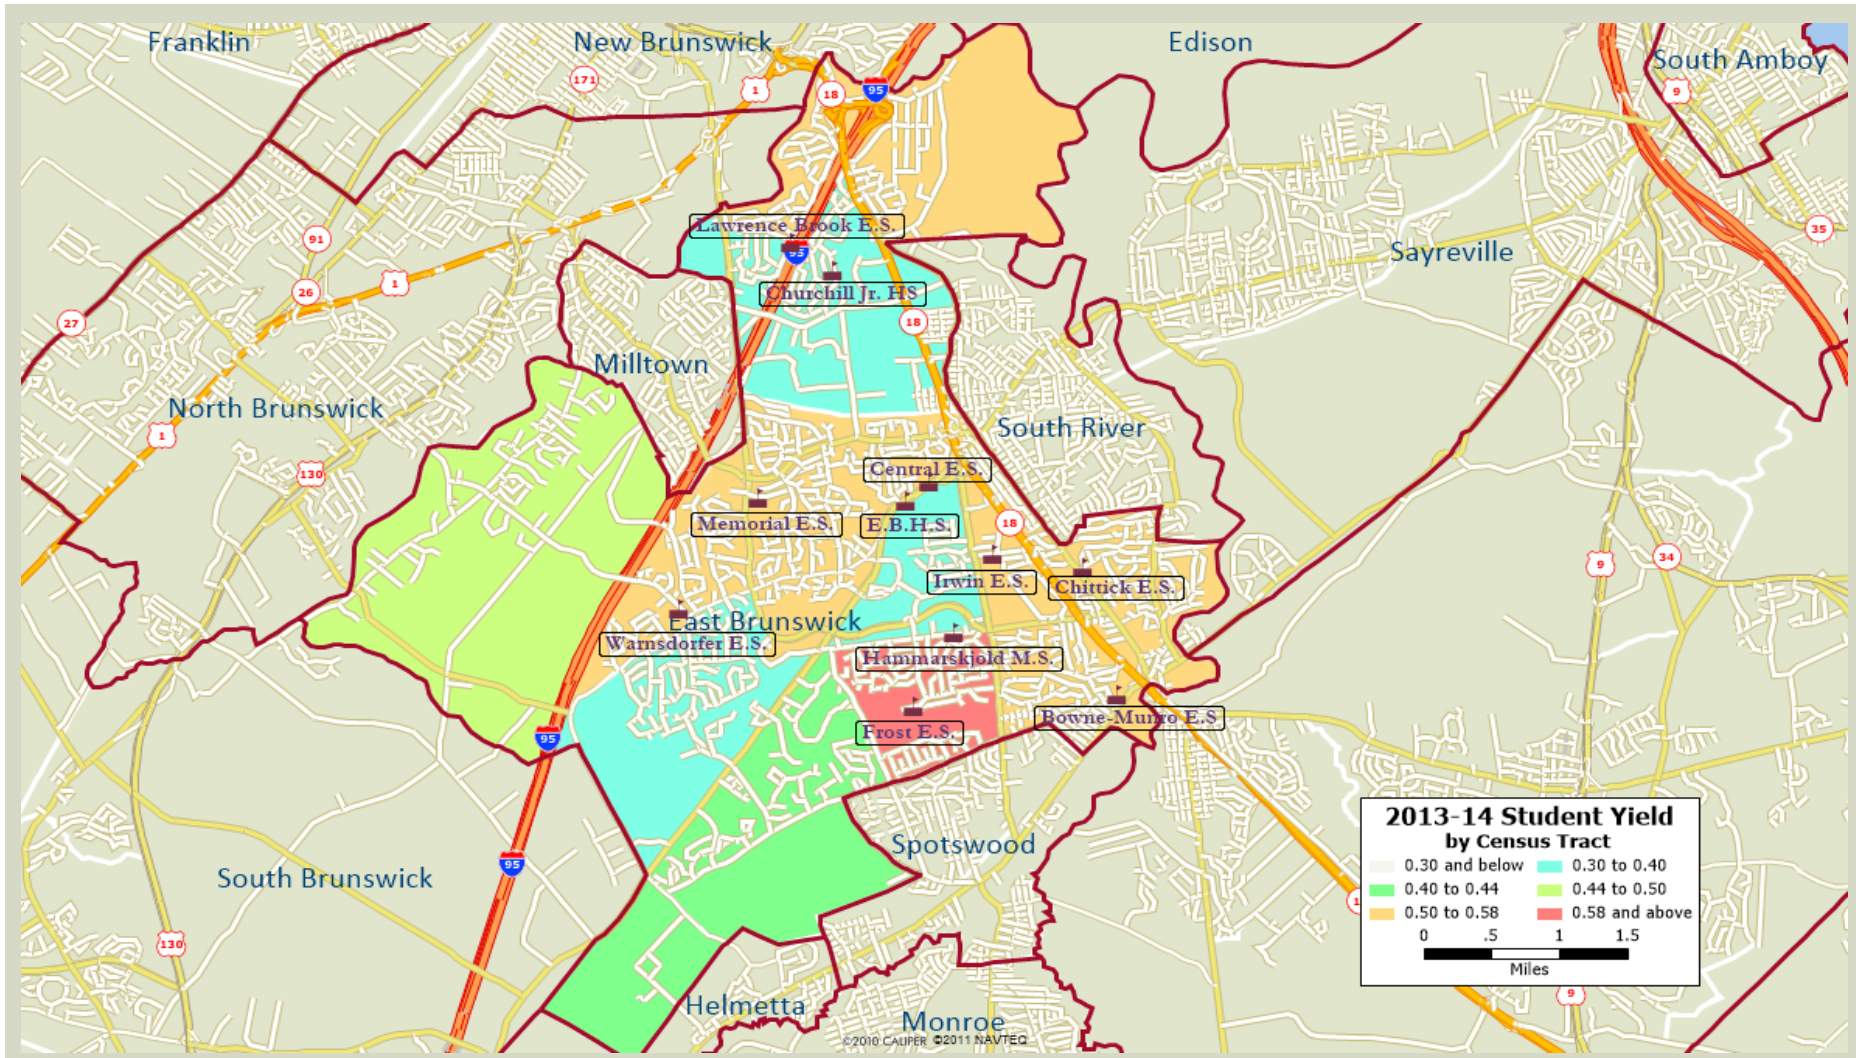 Franklin
New Brunswick
Edison
South Amboy
171
1
18
95
9
91
35
Lawrence Brook E.S.
95
Sayreville
26
1
Churchill Jr. HS
27
18
Milltown
North Brunswick
South River
1
130
Central E.S.
Memorial E.S.
E.B.H.S.
18
34
9
Irwin E.S.
Chittick E.S.
East Brunswick
Warnsdorfer E.S.
Hammarskjold M.S.
Frost E.S.
Bowne-Munro E.S
95
Spotswood
95
South Brunswick
130
2013-14 Student Yield
by Census Tract
0.30 and below
0.30 to 0.40
0.40 to 0.44
0.44 to 0.50
0.50 to 0.58
0.58 and above
0 .5 1 1.5
Miles
9
Helmetta
Monroe
©2010 CALIPER ©2011 NAVTEQ